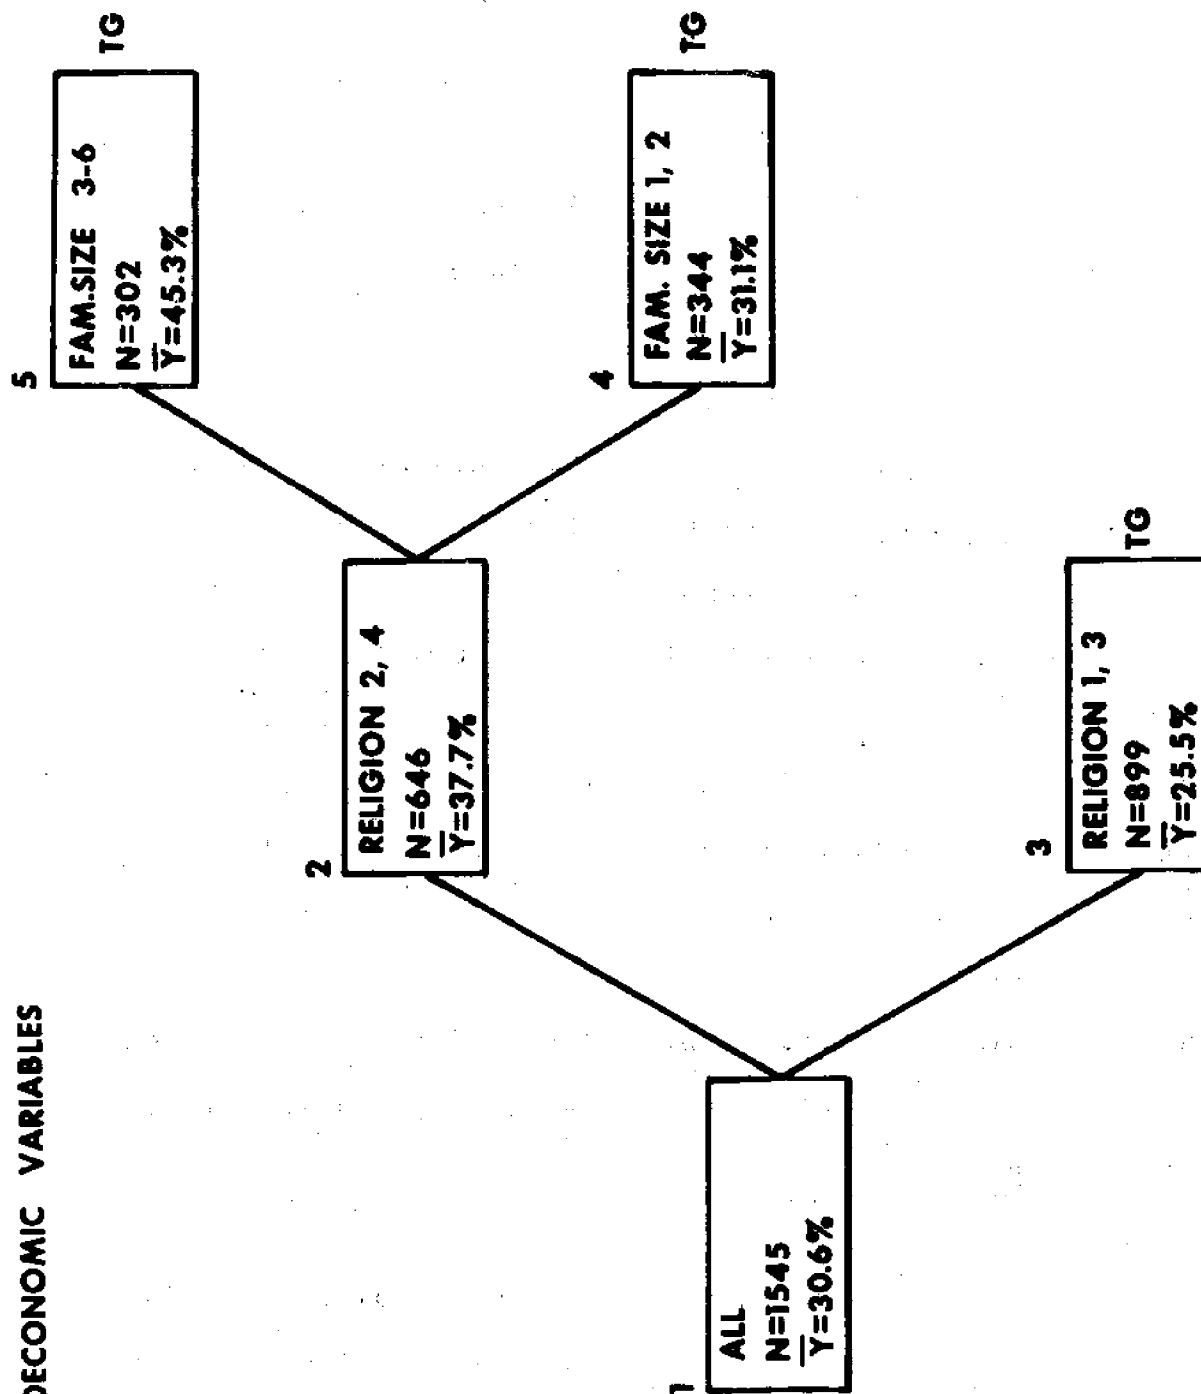 VARIABLES
1
ALL
N=1545
Y̅=30.6%
2
RELIGION 2, 4
N=646
Y̅=37.7%
3
RELIGION 1, 3
N=899
Y̅=25.5%
TG
5
FAM.SIZE 3-6
N=302
Y̅=45.3%
TG
4
FAM. SIZE 1, 2
N=344
Y̅=31.1%
TG